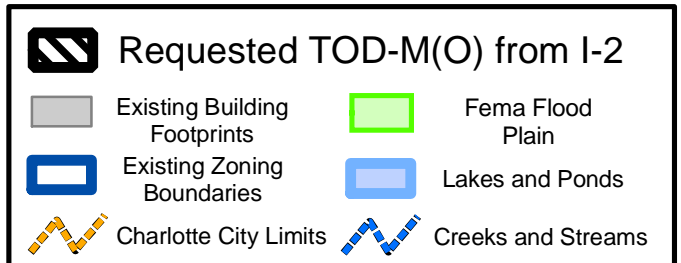 Requested TOD-M(O) from I-2
Existing Building
Footprints
Fema Flood
Plain
Existing Zoning
Boundaries
Lakes and Ponds
Charlotte City Limits
Creeks and Streams